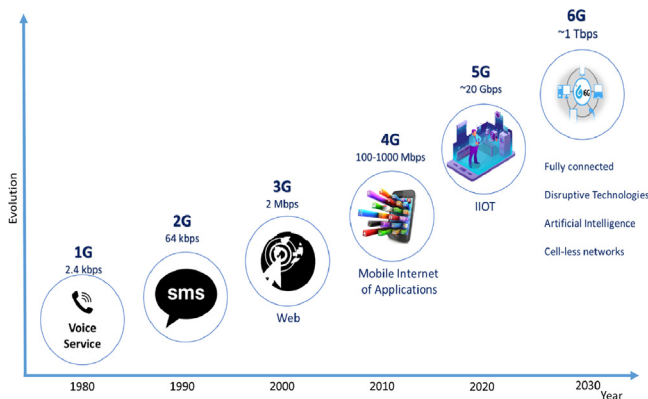 6G
~1 Tbps
5G
~20 Gbps
6G
4G
100-1000 Mbps
3G
2 Mbps
2G
64 kbps
1G
2.4 kbps
Voice
Service
sms
Web
Mobile Internet
of Applications
IIOT
Fully connected
Disruptive Technologies
Artificial Intelligence
Cell-less networks
Evolution
1980
1990
2000
2010
2020
2030
Year